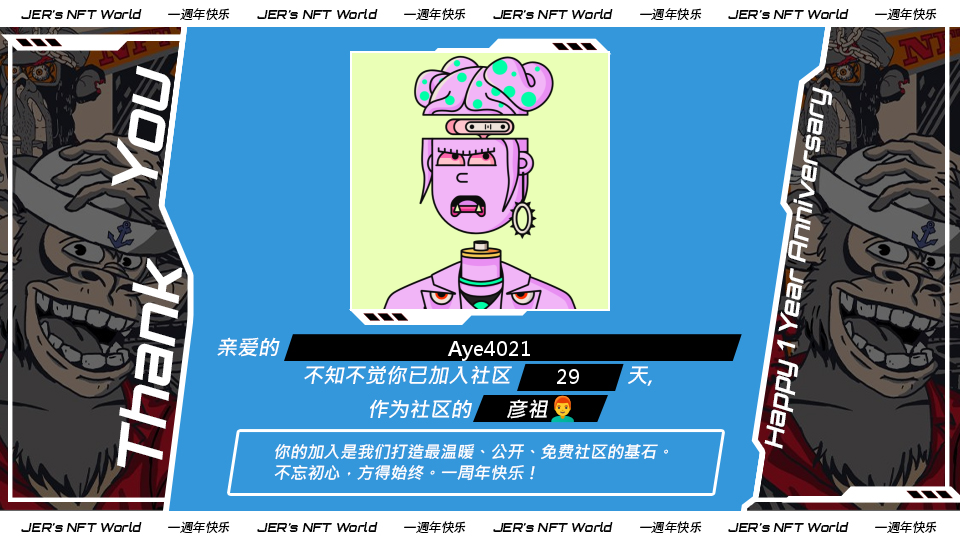 JER's NFT World 一週年快乐 JER's NFT World 一週年快乐 JER's NFT World 一週年快乐 JER's NFT World 一週年快乐
Thank You
Happy 1 Year Anniversary
亲爱的 Aye4021
不知不觉你已加入社区 29 天,
作为社区的 彦祖👨‍🦰
你的加入是我们打造最温暖、公开、免费社区的基石。
不忘初心，方得始终。一周年快乐！
JER's NFT World 一週年快乐 JER's NFT World 一週年快乐 JER's NFT World 一週年快乐 JER's NFT World 一週年快乐